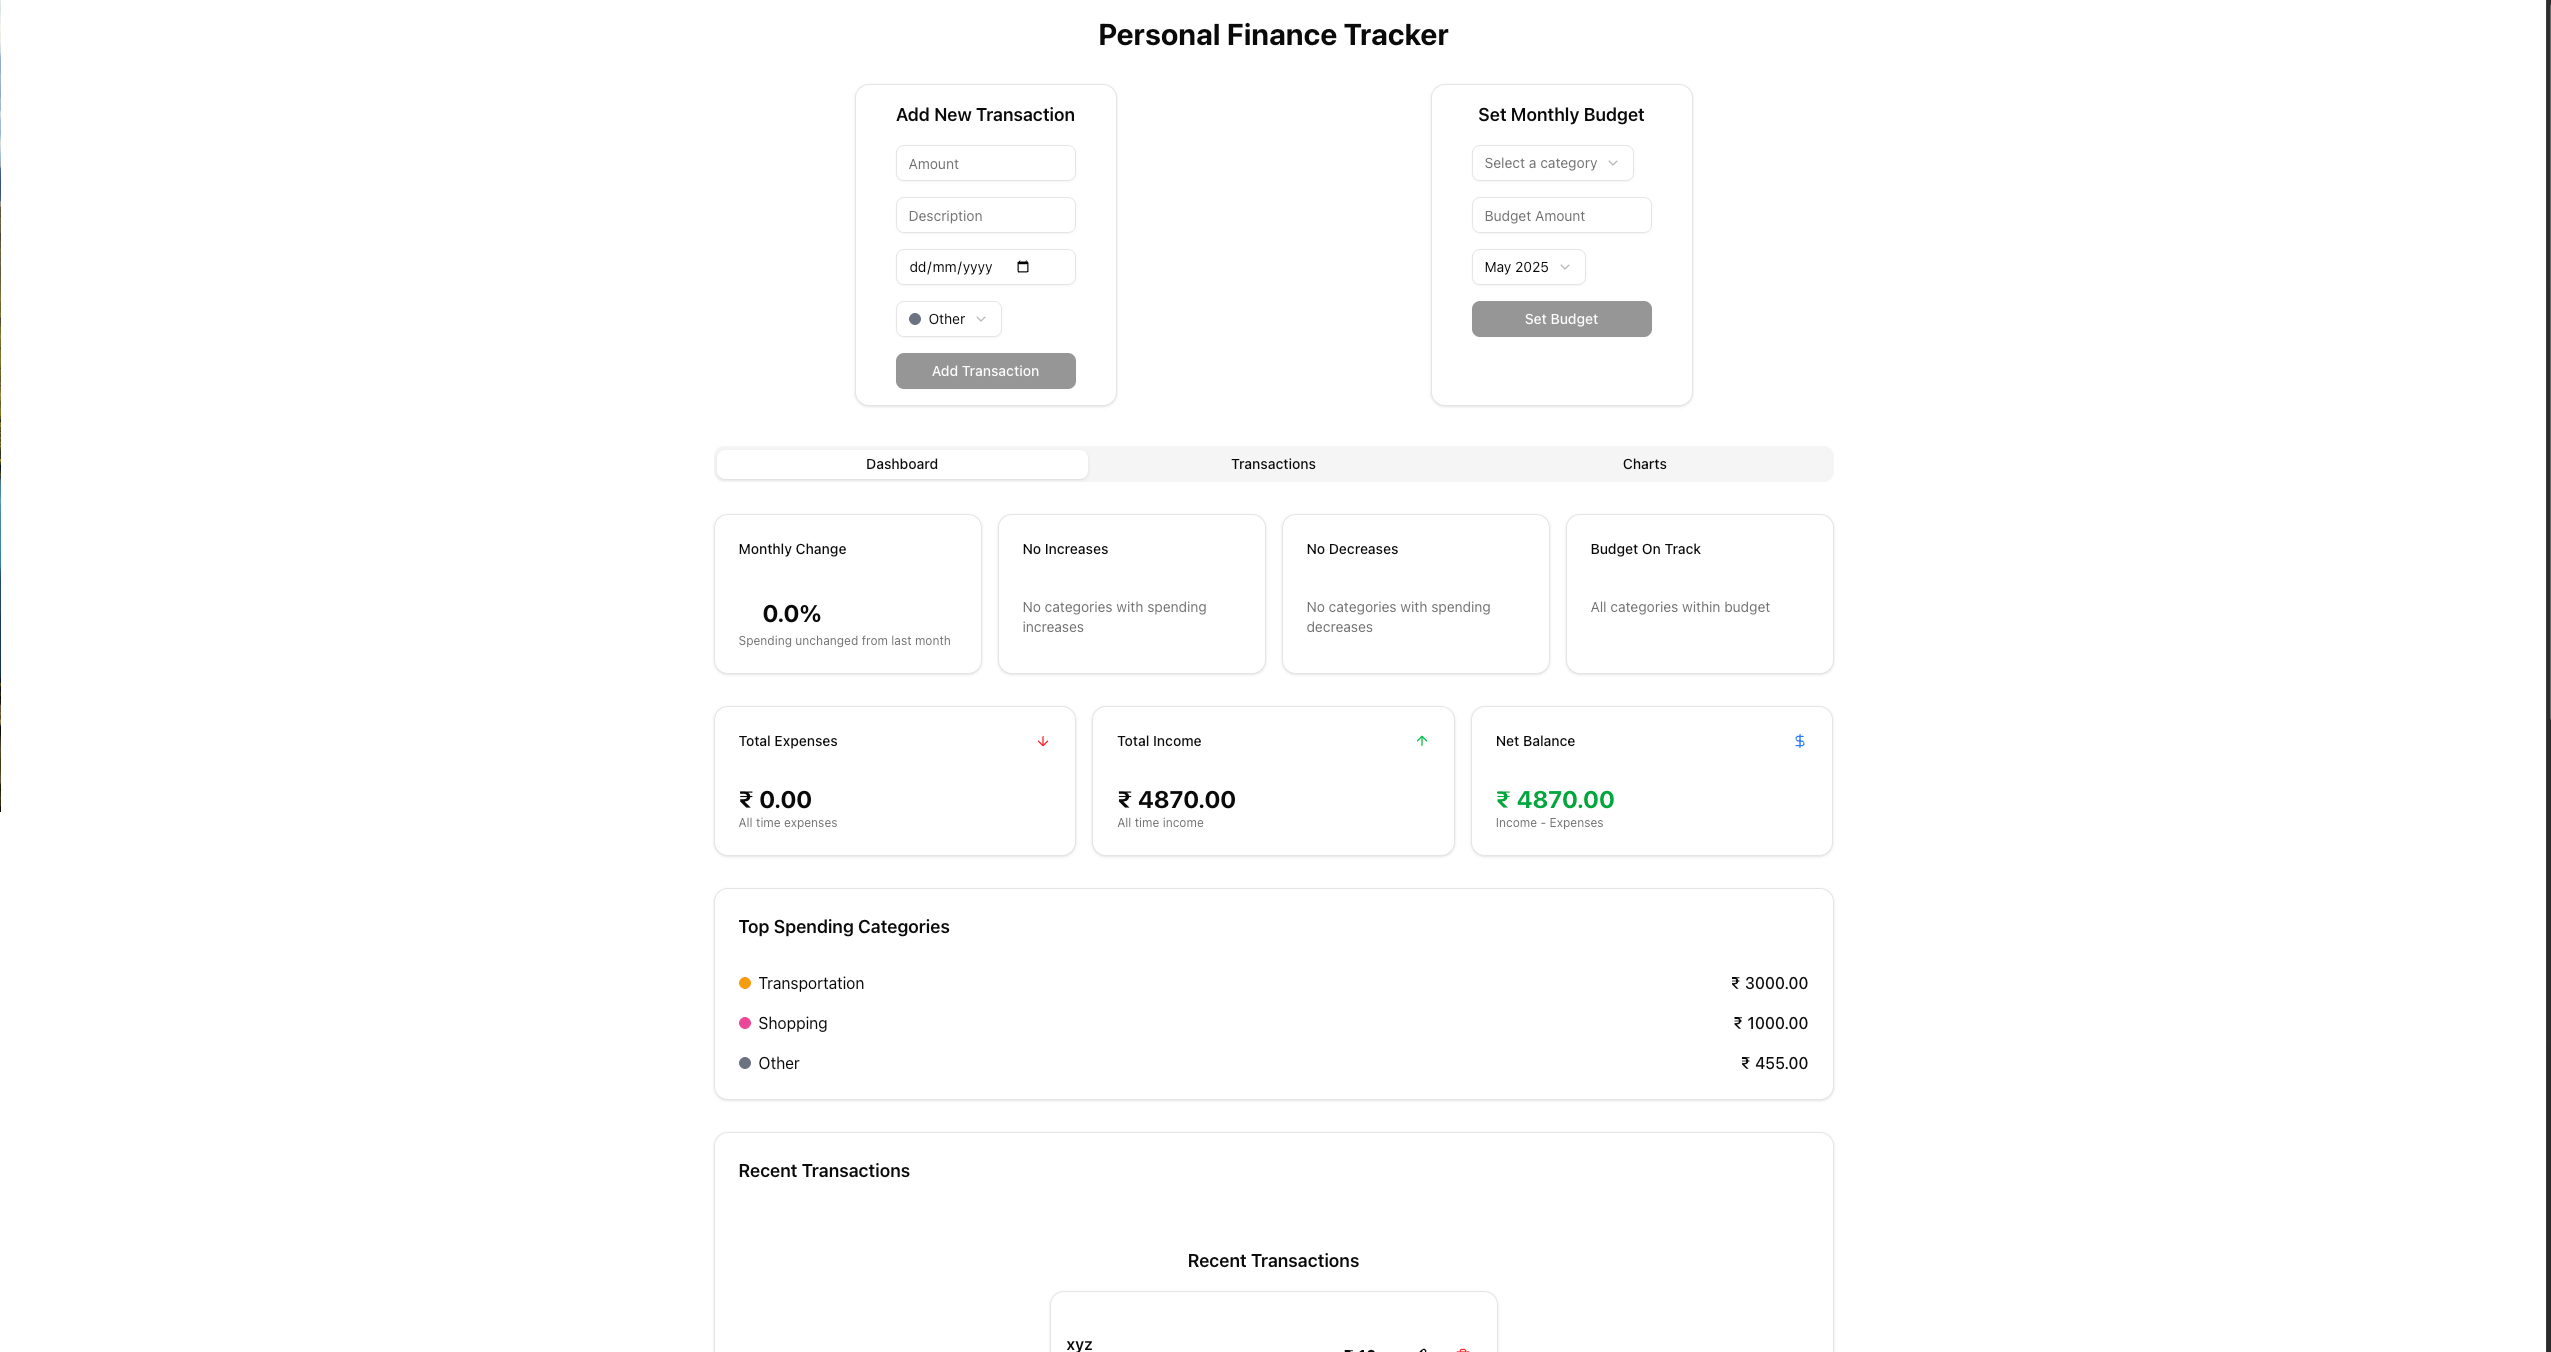 Personal Finance Tracker
Add New Transaction
Amount
Description
dd/mm/yyyy
Other
Add Transaction
Set Monthly Budget
Select a category
Budget Amount
May 2025
Set Budget
Dashboard
Transactions
Charts
Monthly Change
0.0%
Spending unchanged from last month
No Increases
No categories with spending
increases
No Decreases
No categories with spending
decreases
Budget On Track
All categories within budget
Total Expenses
₹ 0.00
All time expenses
Total Income
₹ 4870.00
All time income
Net Balance
$
₹ 4870.00
Income - Expenses
Top Spending Categories
Transportation ₹ 3000.00
Shopping ₹ 1000.00
Other ₹ 455.00
Recent Transactions
Recent Transactions
xyz